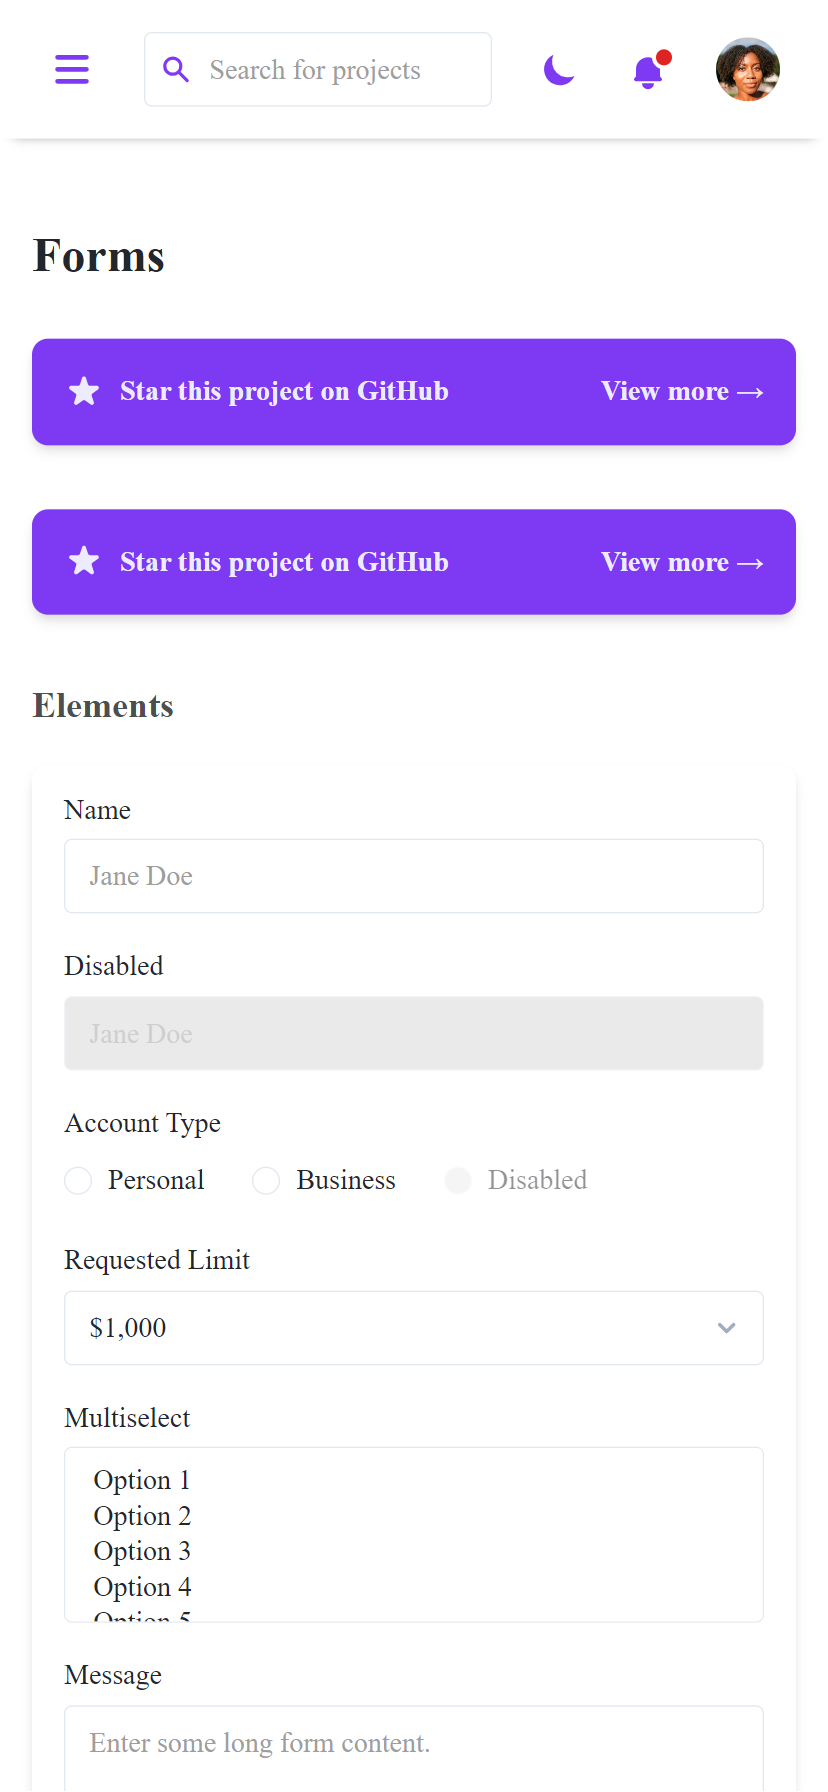 Search for projects
Forms
Star this project on GitHub View more →
Star this project on GitHub View more →
Elements
Name
Jane Doe
Disabled
Jane Doe
Account Type
Personal Business Disabled
Requested Limit
$1,000
Multiselect
Option 1
Option 2
Option 3
Option 4
Option 5
Message
Enter some long form content.